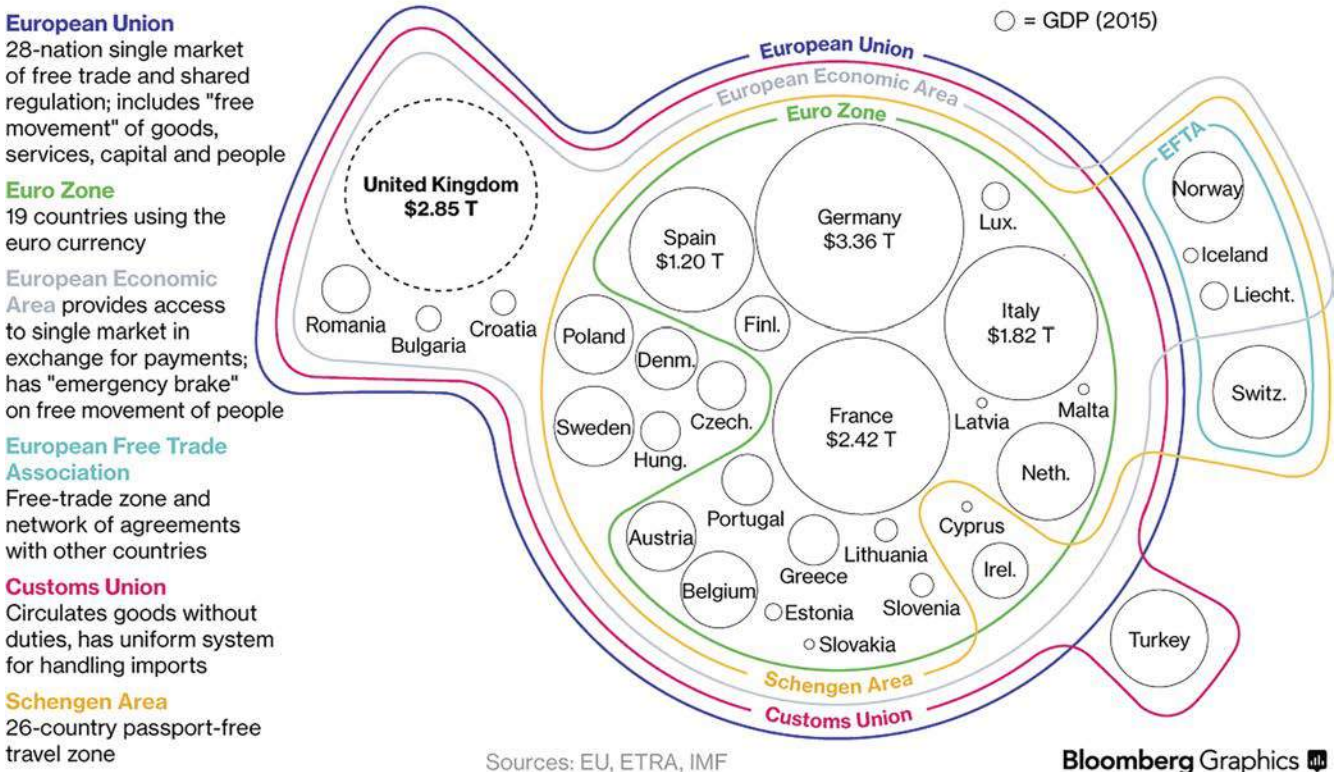 European Union
28-nation single market
of free trade and shared
regulation; includes "free
movement" of goods,
services, capital and people
Euro Zone
19 countries using the
euro currency
European Economic
Area provides access
to single market in
exchange for payments;
has "emergency brake"
on free movement of people
European Free Trade
Association
Free-trade zone and
network of agreements
with other countries
Customs Union
Circulates goods without
duties, has uniform system
for handling imports
Schengen Area
26-country passport-free
travel zone
= GDP (2015)
European Union
European Economic Area
Euro Zone
EFTA
United Kingdom
$2.85 T
Romania
Bulgaria
Croatia
Spain
$1.20 T
Germany
$3.36 T
Lux.
Italy
$1.82 T
Norway
Iceland
Liecht.
Switz.
Poland
Denm.
Finl.
Czech.
Sweden
Hung.
France
$2.42 T
Latvia
Malta
Neth.
Portugal
Austria
Belgium
Greece
Lithuania
Cyprus
Irel.
Estonia
Slovenia
Slovakia
Turkey
Schengen Area
Customs Union
Sources: EU, ETRA, IMF
Bloomberg Graphics